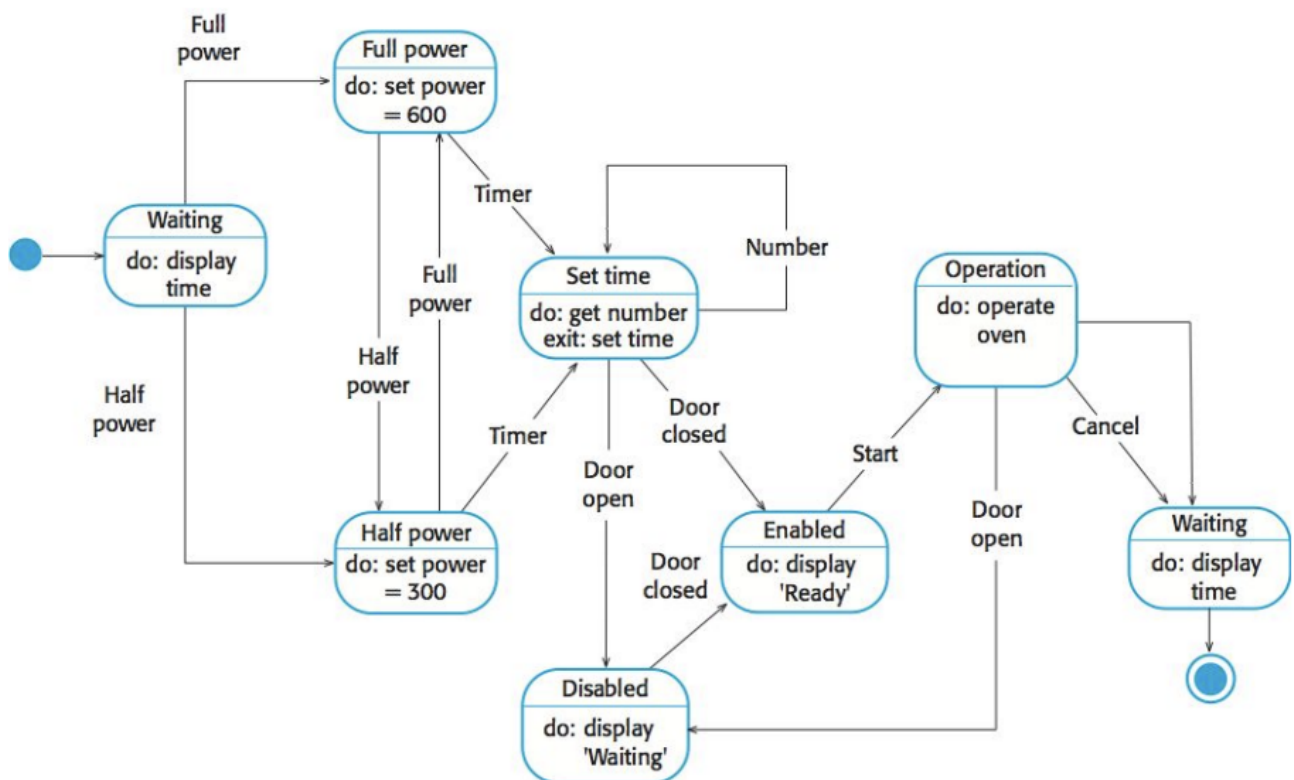 Full
power
Full power
do: set power
= 600
Timer
Waiting
do: display
time
Full
power
Number
Set time
do: get number
exit: set time
Operation
do: operate
oven
Half
power
Half
power
Timer
Door
closed
Door
open
Start
Cancel
Door
open
Half power
do: set power
= 300
Enabled
do: display
'Ready'
Waiting
do: display
time
Door
closed
Disabled
do: display
'Waiting'